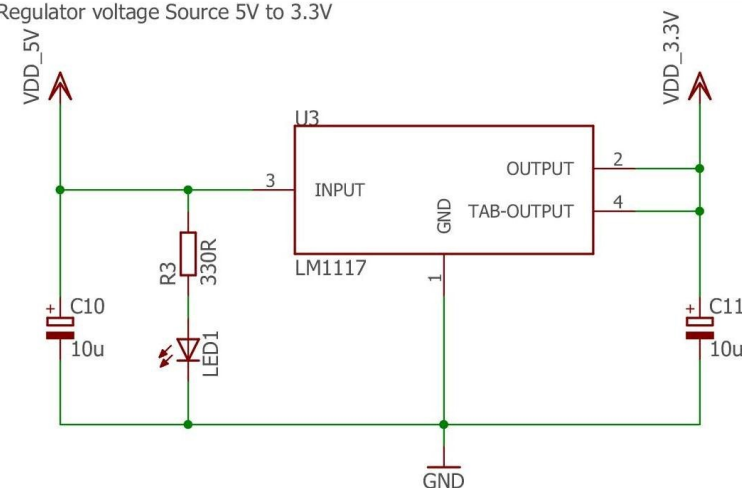 Regulator voltage Source 5V to 3.3V
VDD_5V
VDD_3.3V
U3
3
INPUT
OUTPUT
2
TAB-OUTPUT
4
GND
1
LM1117
R3
330R
+
C10
10u
LED1
+
C11
10u
GND